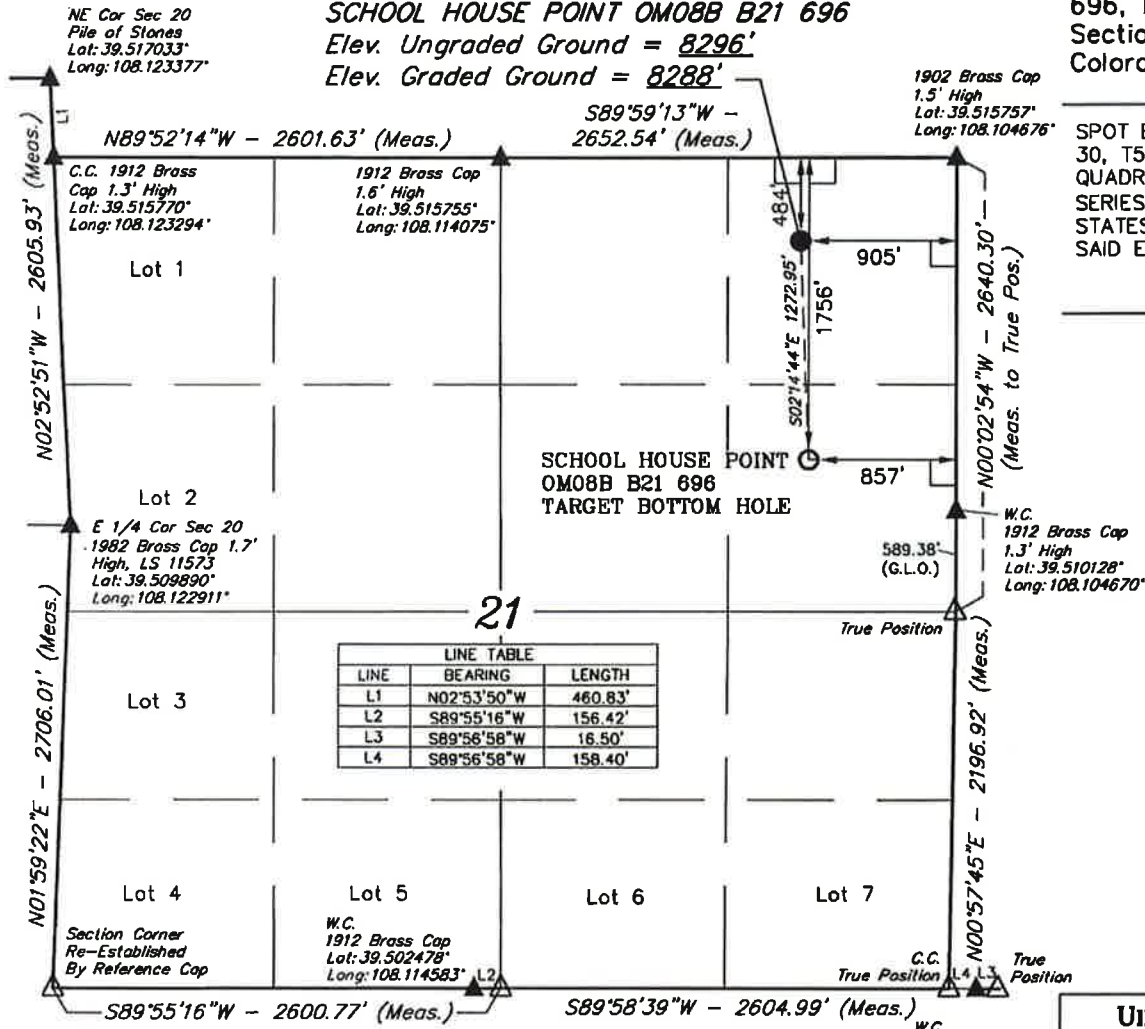 NE Cor Sec 20
Pile of Stones
Lat: 39.517033°
Long: 108.123377°
SCHOOL HOUSE POINT OM08B B21 696
Elev. Ungraded Ground = 8296'
Elev. Graded Ground = 8288'
696,
Section
Colora
1902 Brass Cap
1.5' High
Lat: 39.515757°
Long: 108.104676°
L1
N89°52'14"W - 2601.63' (Meas.)
S89°59'13"W -
2652.54' (Meas.)
SPOT E
30, T5
QUADR
SERIES
STATES
SAID E
C.C. 1912 Brass
Cap 1.3' High
Lat: 39.515770°
Long: 108.123294°
1912 Brass Cap
1.6' High
Lat: 39.515755°
Long: 108.114075°
N02°52'51"W - 2605.93' (Meas.)
Lot 1
484'
905'
1756'
S02°14'44"E 1272.95'
N00°02'54"W - 2640.30'
(Meas. to True Pos.)
SCHOOL HOUSE POINT
OM08B B21 696
TARGET BOTTOM HOLE
857'
Lot 2
E 1/4 Cor Sec 20
1982 Brass Cap 1.7'
High, LS 11573
Lat: 39.509890°
Long: 108.122911°
W.C.
1912 Brass Cap
1.3' High
Lat: 39.510128°
Long: 108.104670°
589.38'
(G.L.O.)
21
True Position
LINE TABLE
LINE BEARING LENGTH
L1 N02°53'50"W 460.83'
L2 S89°55'16"W 156.42'
L3 S89°56'58"W 16.50'
L4 S89°56'58"W 158.40'
Lot 3
N01°59'22"E - 2706.01' (Meas.)
N00°57'45"E - 2196.92' (Meas.)
Lot 4
Lot 5
Lot 6
Lot 7
Section Corner
Re-Established
By Reference Cap
W.C.
1912 Brass Cap
Lat: 39.502478°
Long: 108.114583°
L2
C.C.
True Position
L4
L3
True
Position
S89°55'16"W - 2600.77' (Meas.)
S89°58'39"W - 2604.99' (Meas.)
W.C.